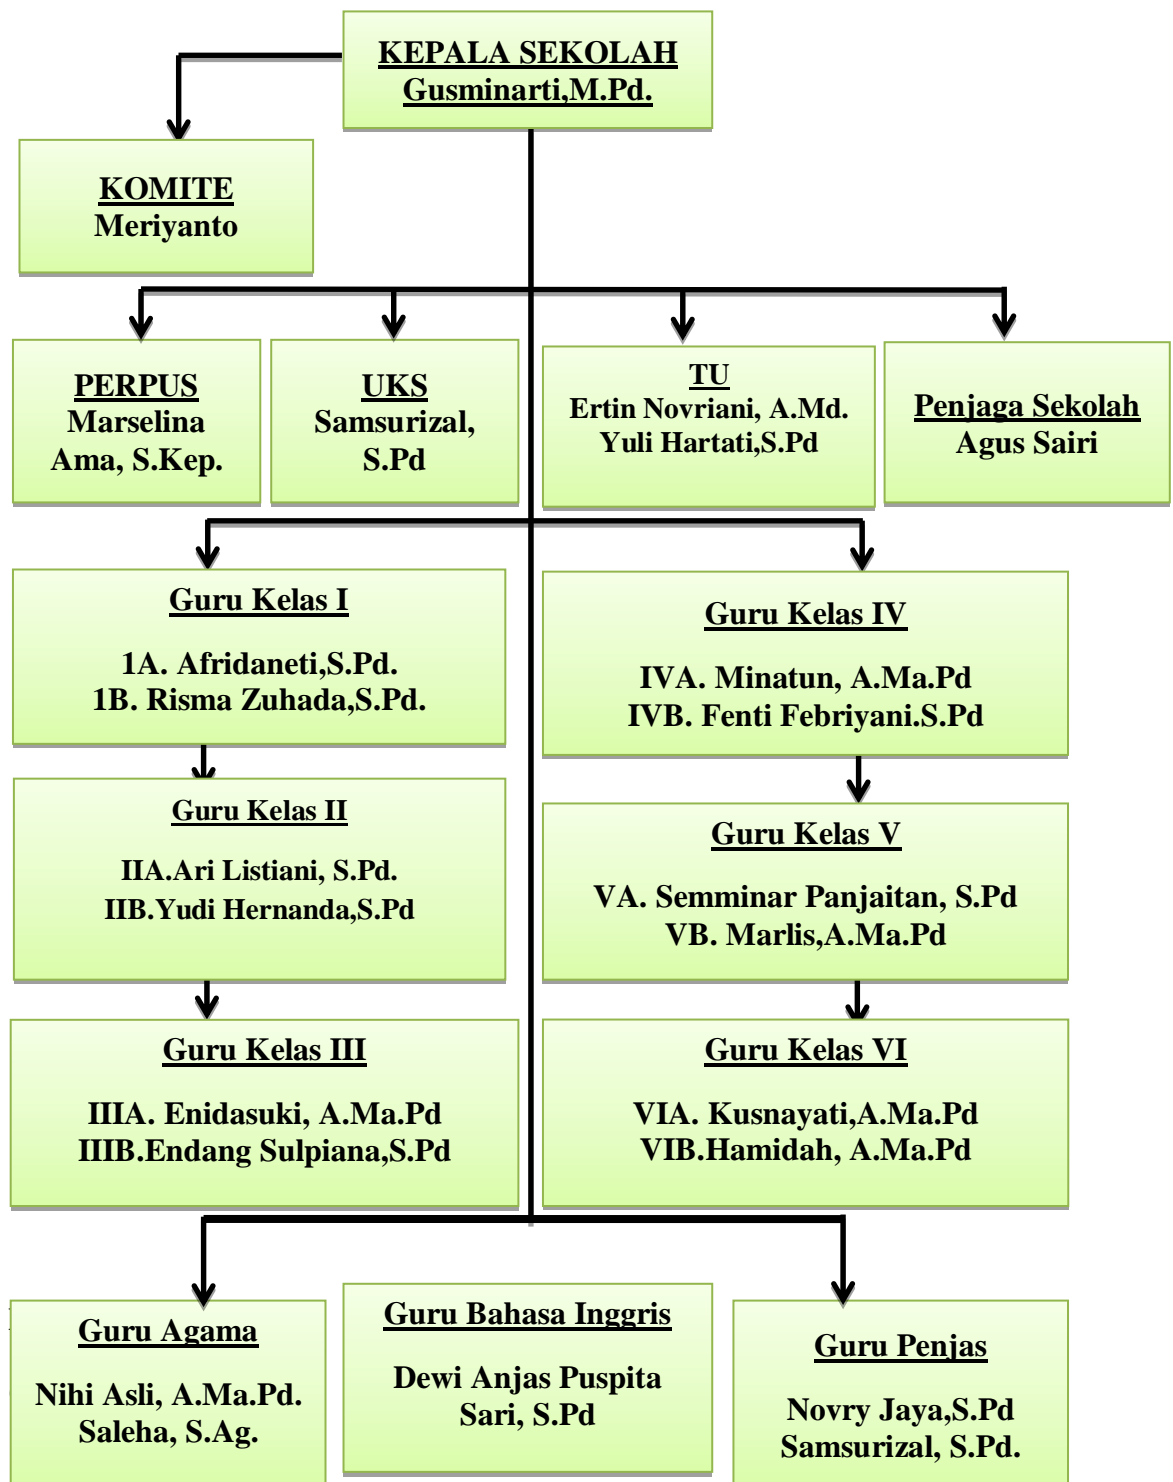 KEPALA SEKOLAH
Gusminarti,M.Pd.
KOMITE
Meriyanto
PERPUS
Marselina
Ama, S.Kep.
UKS
Samsurizal,
S.Pd
TU
Ertin Novriani, A.Md.
Yuli Hartati,S.Pd
Penjaga Sekolah
Agus Sairi
Guru Kelas I
1A. Afridaneti,S.Pd.
1B. Risma Zuhada,S.Pd.
Guru Kelas IV
IVA. Minatun, A.Ma.Pd
IVB. Fenti Febriyani.S.Pd
Guru Kelas II
IIA.Ari Listiani, S.Pd.
IIB.Yudi Hernanda,S.Pd
Guru Kelas V
VA. Semminar Panjaitan, S.Pd
VB. Marlis,A.Ma.Pd
Guru Kelas III
IIIA. Enidasuki, A.Ma.Pd
IIIB.Endang Sulpiana,S.Pd
Guru Kelas VI
VIA. Kusnayati,A.Ma.Pd
VIB.Hamidah, A.Ma.Pd
Guru Agama
Nihi Asli, A.Ma.Pd.
Saleha, S.Ag.
Guru Bahasa Inggris
Dewi Anjas Puspita
Sari, S.Pd
Guru Penjas
Novry Jaya,S.Pd
Samsurizal, S.Pd.